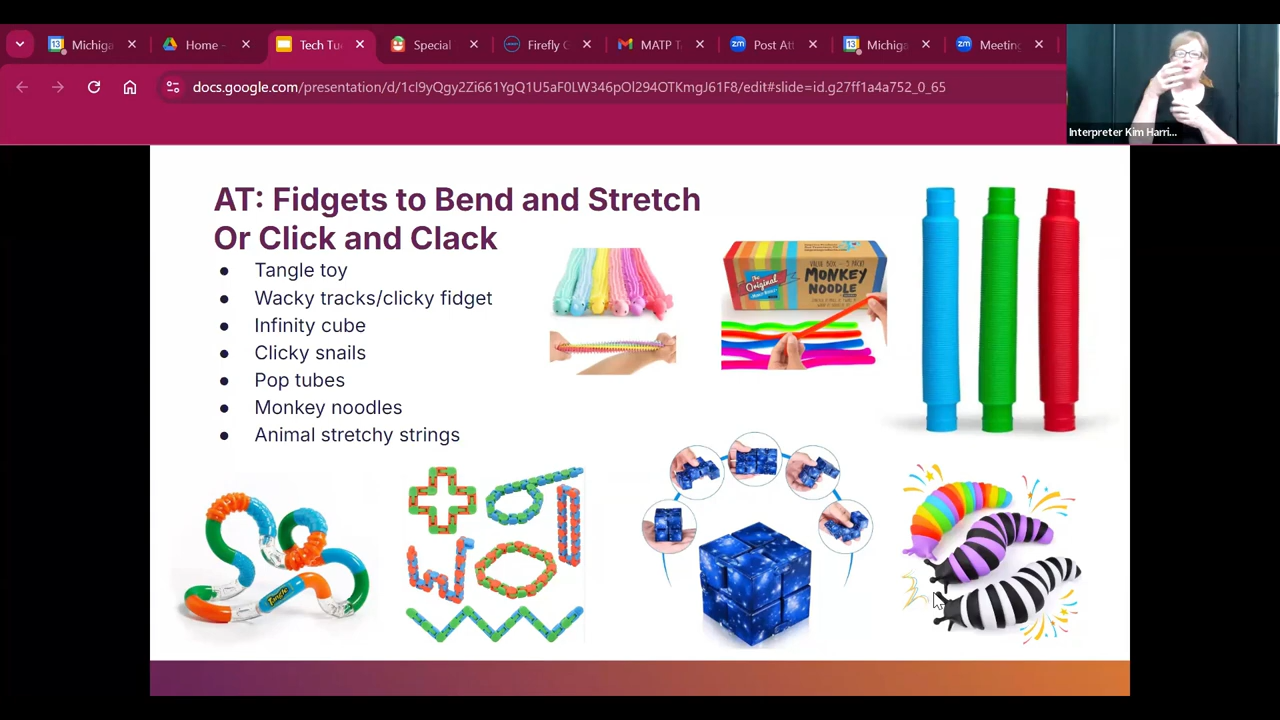 Michiga
Home
Tech Tu
Special
Firefly
MATP T
Post Att
Michiga
Meeting
docs.google.com/presentation/d/1cI9yQgy2Zi661YgQ1U5aF0LW346pOl294OTKmgJ61F8/edit#slide=id.g27ff1a4a752_0_65
Interpreter Kim Harri...
AT: Fidgets to Bend and Stretch
Or Click and Clack
● Tangle toy
● Wacky tracks/clicky fidget
● Infinity cube
● Clicky snails
● Pop tubes
● Monkey noodles
● Animal stretchy strings
The Original
MONKEY
NOODLE
Tangle